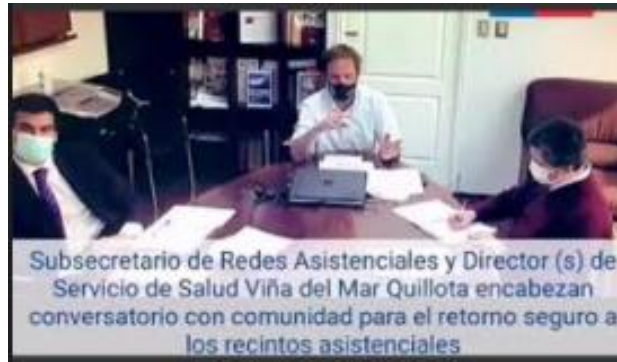 Subsecretario de Redes Asistenciales y Director (s) de
Servicio de Salud Viña del Mar Quillota encabezan
conversatorio con comunidad para el retorno seguro a
los recintos asistenciales